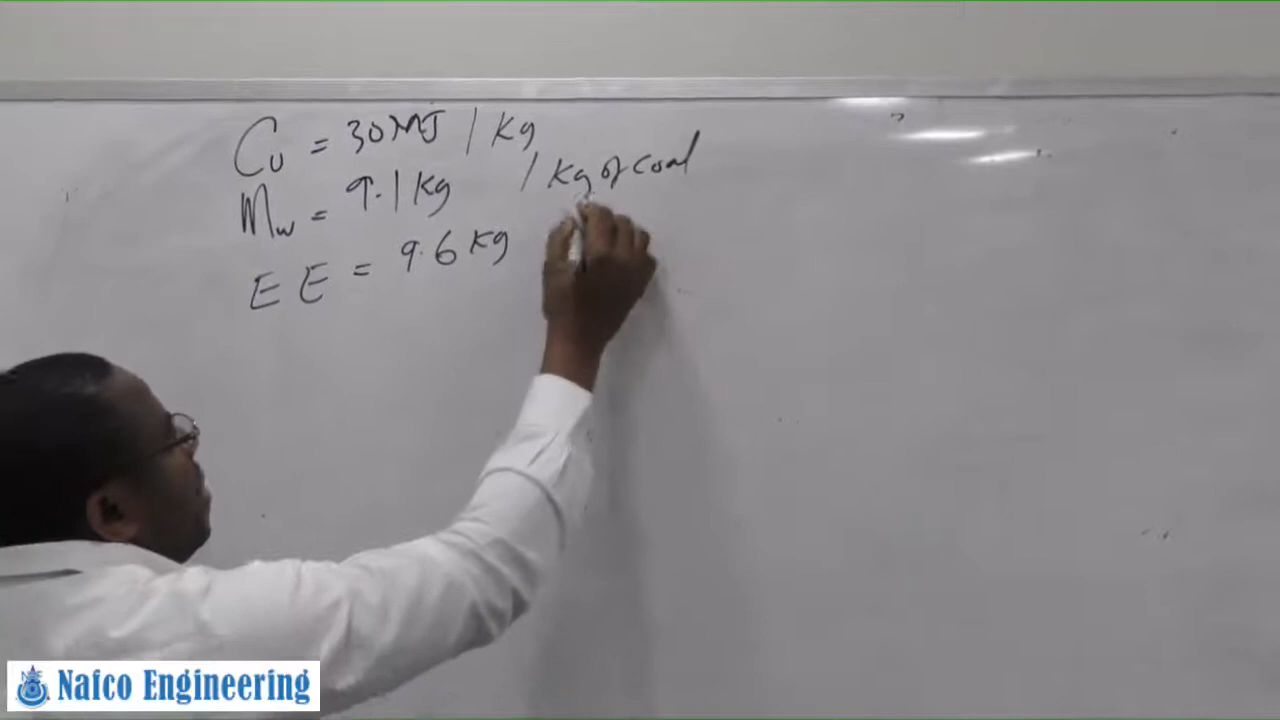 Cv = 30MJ / kg
Mw = 9.1 kg / kg of coal
EE = 9.6 kg
Nafco Engineering